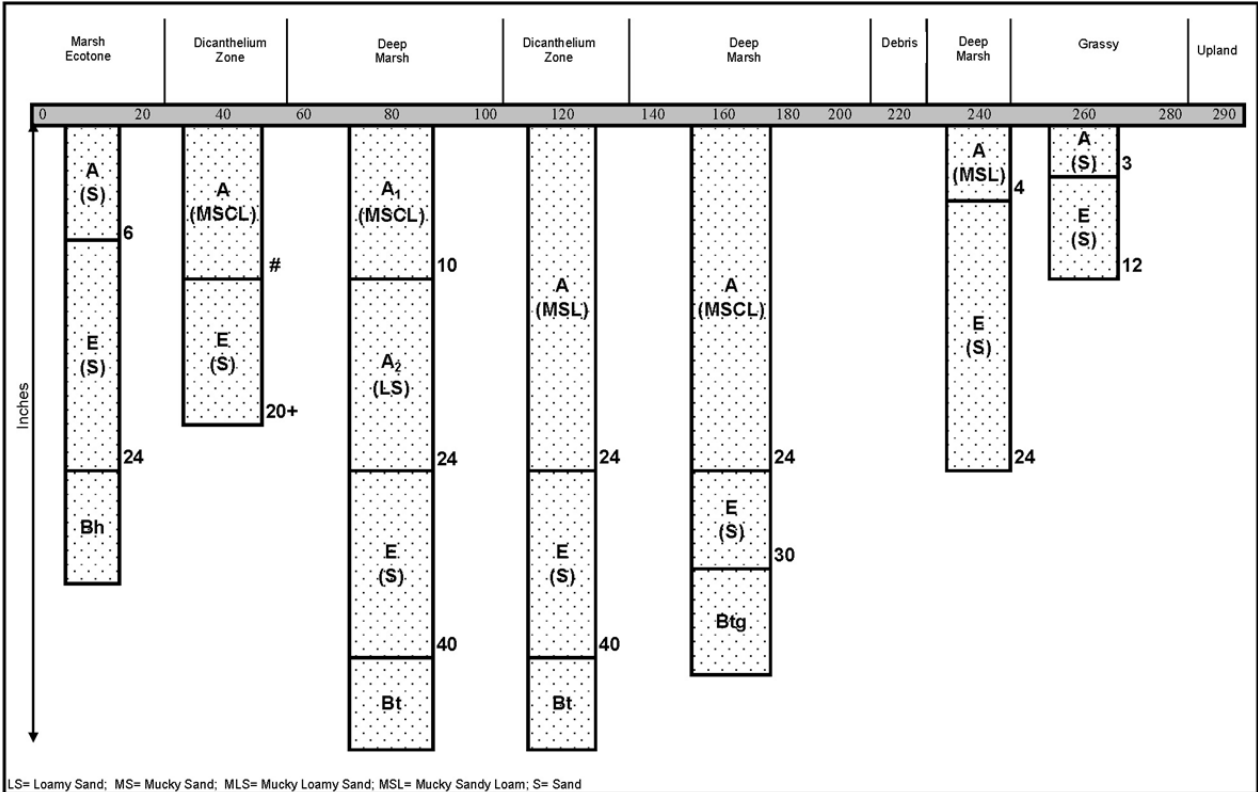 Marsh
Ecotone
Dicanthelium
Zone
Deep
Marsh
Dicanthelium
Zone
Deep
Marsh
Debris
Deep
Marsh
Grassy
Upland
0 20 40 60 80 100 120 140 160 180 200 220 240 260 280 290
Inches
A
(S)
6
E
(S)
24
Bh
A
(MSCL)
#
E
(S)
20+
A₁
(MSCL)
10
A₂
(LS)
24
E
(S)
40
Bt
A
(MSL)
24
E
(S)
40
Bt
A
(MSCL)
24
E
(S)
30
Btg
A
(MSL)
4
E
(S)
24
A
(S)
3
E
(S)
12
LS= Loamy Sand; MS= Mucky Sand; MLS= Mucky Loamy Sand; MSL= Mucky Sandy Loam; S= Sand